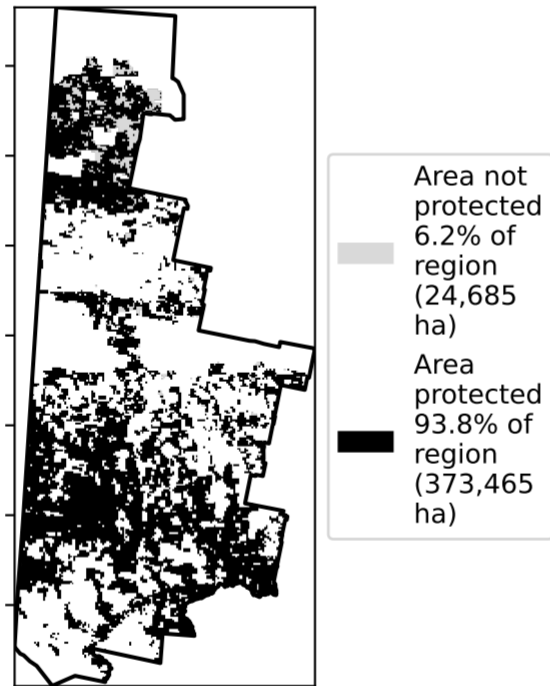 Area not
protected
6.2% of
region
(24,685
ha)
Area
protected
93.8% of
region
(373,465
ha)